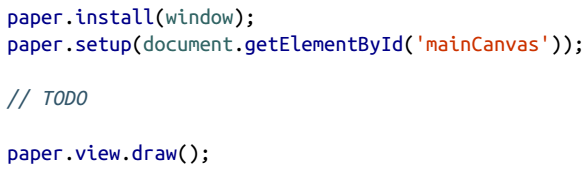 paper.install(window);
paper.setup(document.getElementById('mainCanvas'));
// TODO
paper.view.draw();